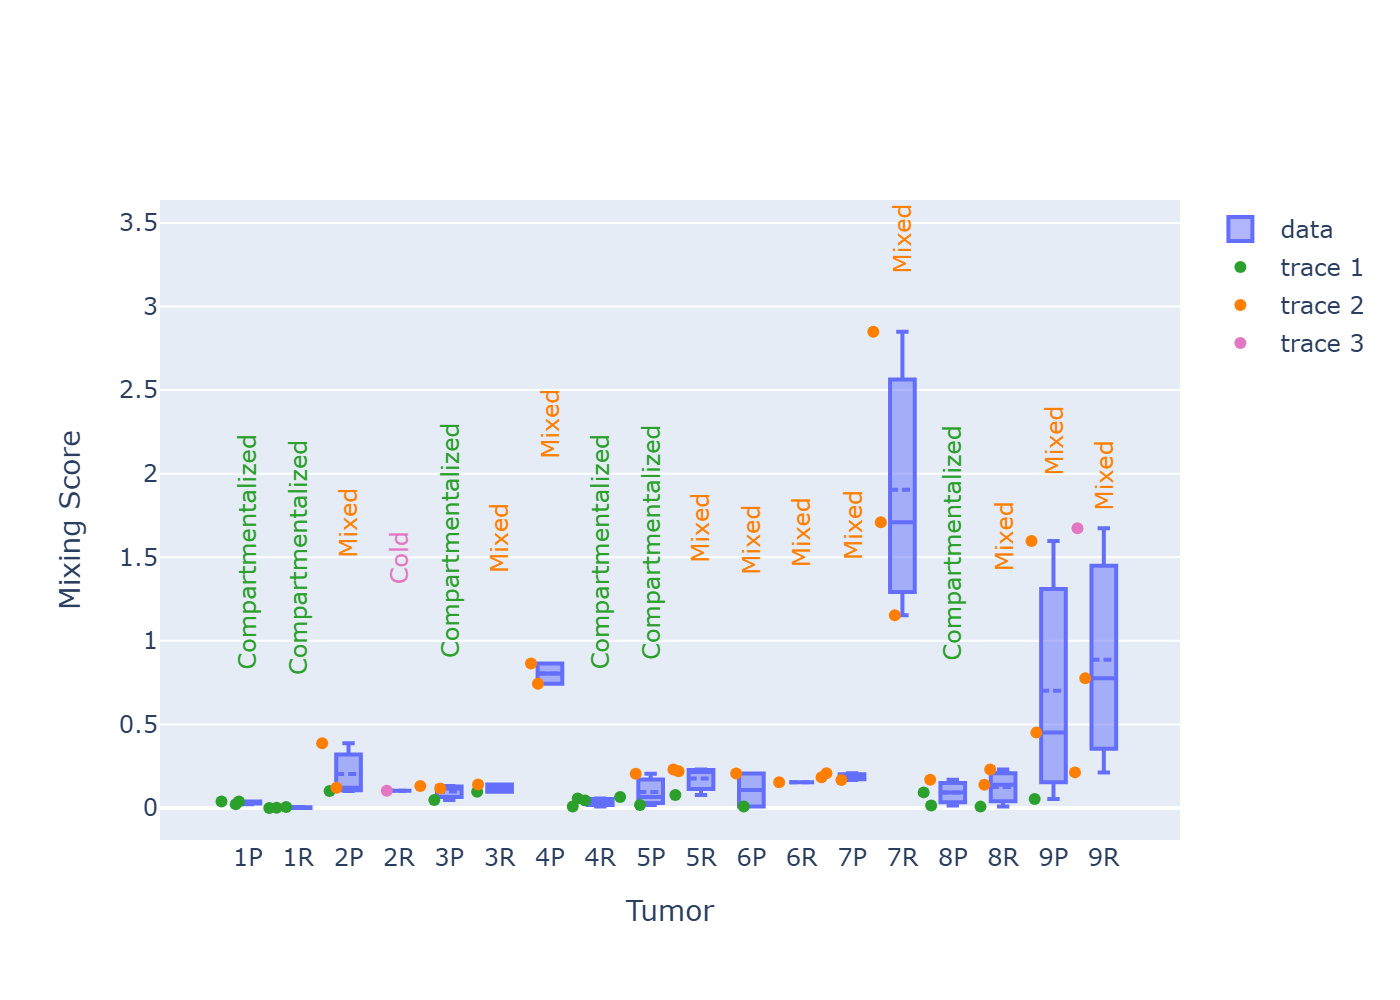 3.5
3
2.5
2
1.5
1
0.5
0
Mixing Score
Compartmentalized
Compartmentalized
Mixed
Cold
Compartmentalized
Mixed
Mixed
Compartmentalized
Compartmentalized
Mixed
Mixed
Mixed
Mixed
Mixed
Compartmentalized
Mixed
Mixed
Mixed
1P 1R 2P 2R 3P 3R 4P 4R 5P 5R 6P 6R 7P 7R 8P 8R 9P 9R
Tumor
data
trace 1
trace 2
trace 3